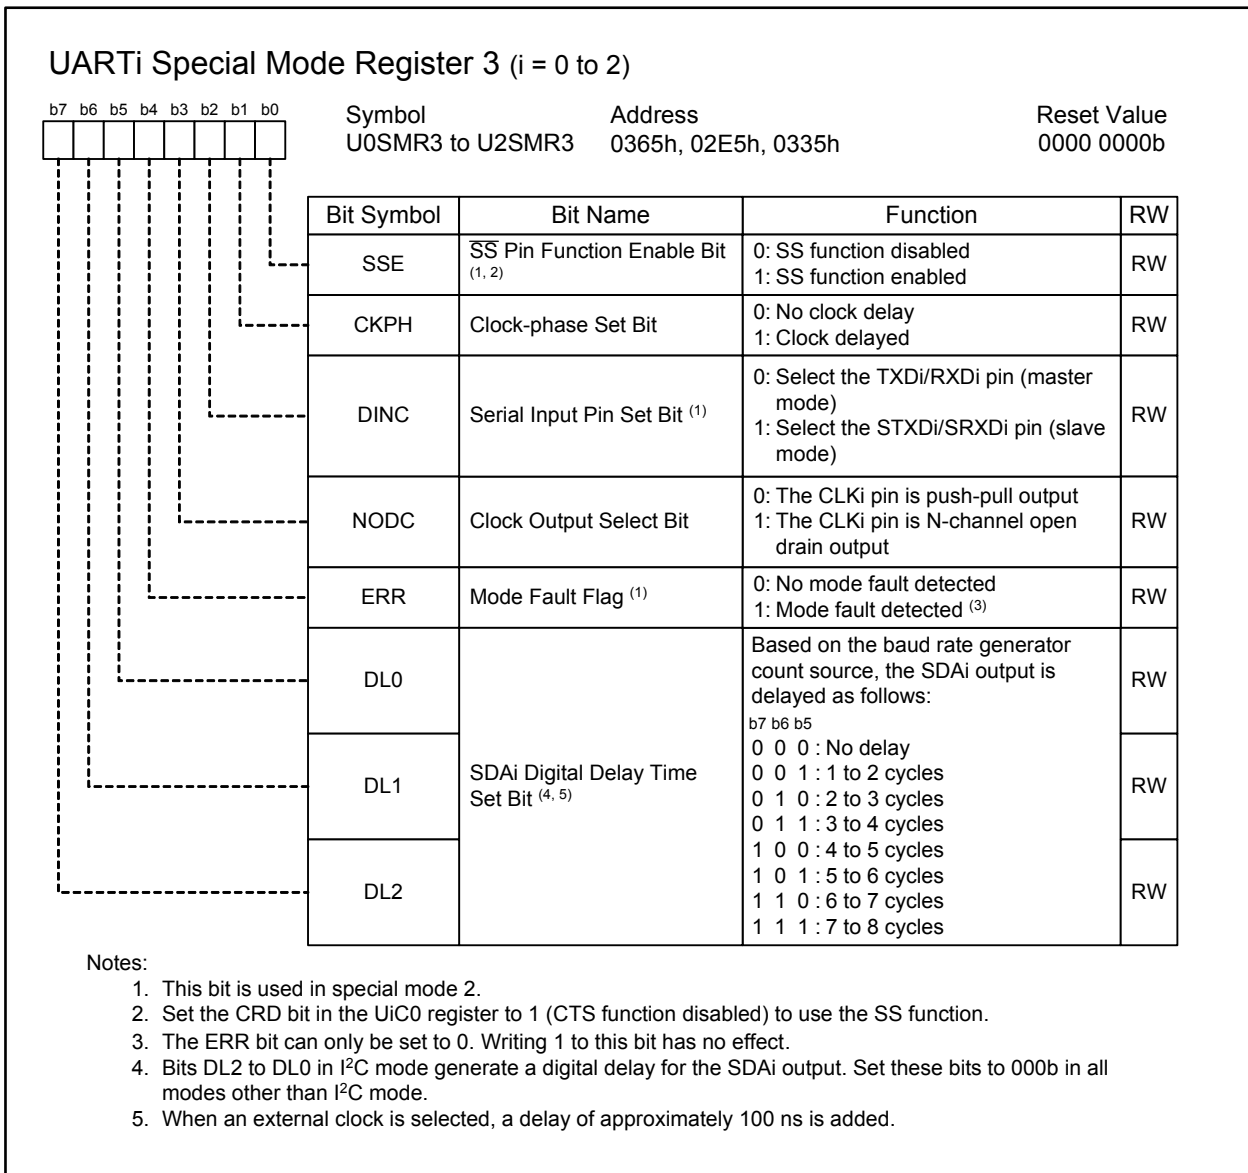 UARTi Special Mode Register 3 (i = 0 to 2)
b7 b6 b5 b4 b3 b2 b1 b0
Symbol Address Reset Value
U0SMR3 to U2SMR3 0365h, 02E5h, 0335h 0000 0000b
Bit Symbol Bit Name Function RW
SSE
SS Pin Function Enable Bit
(1, 2)
0: SS function disabled
1: SS function enabled
RW
CKPH
Clock-phase Set Bit
0: No clock delay
1: Clock delayed
RW
DINC
Serial Input Pin Set Bit (1)
0: Select the TXDi/RXDi pin (master
mode)
1: Select the STXDi/SRXDi pin (slave
mode)
RW
NODC
Clock Output Select Bit
0: The CLKi pin is push-pull output
1: The CLKi pin is N-channel open
drain output
RW
ERR
Mode Fault Flag (1)
0: No mode fault detected
1: Mode fault detected (3)
RW
DL0
RW
DL1
RW
DL2
RW
SDAi Digital Delay Time
Set Bit (4, 5)
Based on the baud rate generator
count source, the SDAi output is
delayed as follows:
b7 b6 b5
0 0 0 : No delay
0 0 1 : 1 to 2 cycles
0 1 0 : 2 to 3 cycles
0 1 1 : 3 to 4 cycles
1 0 0 : 4 to 5 cycles
1 0 1 : 5 to 6 cycles
1 1 0 : 6 to 7 cycles
1 1 1 : 7 to 8 cycles
Notes:
1. This bit is used in special mode 2.
2. Set the CRD bit in the UiC0 register to 1 (CTS function disabled) to use the SS function.
3. The ERR bit can only be set to 0. Writing 1 to this bit has no effect.
4. Bits DL2 to DL0 in I²C mode generate a digital delay for the SDAi output. Set these bits to 000b in all
modes other than I²C mode.
5. When an external clock is selected, a delay of approximately 100 ns is added.